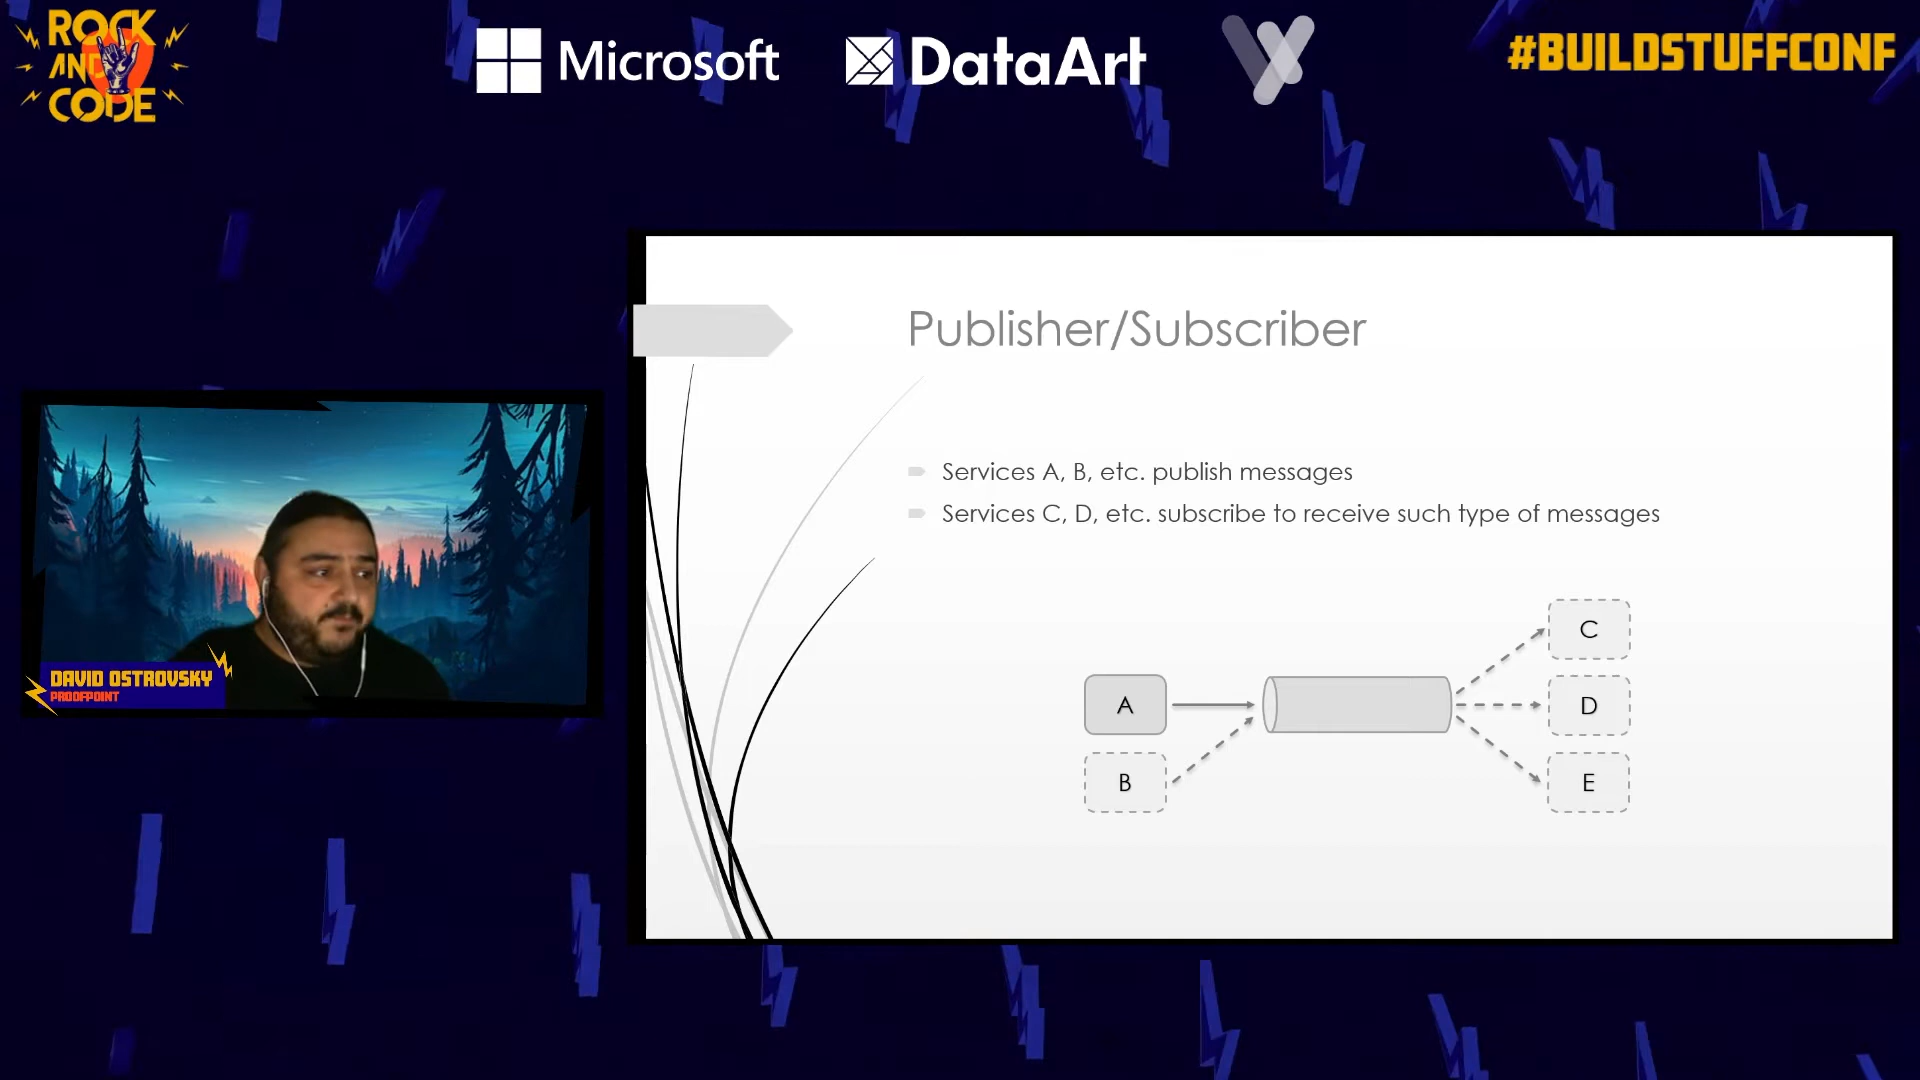 ROCK
AND
CODE
Microsoft
DataArt
#BUILDSTUFFCONF
Publisher/Subscriber
Services A, B, etc. publish messages
Services C, D, etc. subscribe to receive such type of messages
A
B
C
D
E
DAVID OSTROVSKY
PROOFPOINT